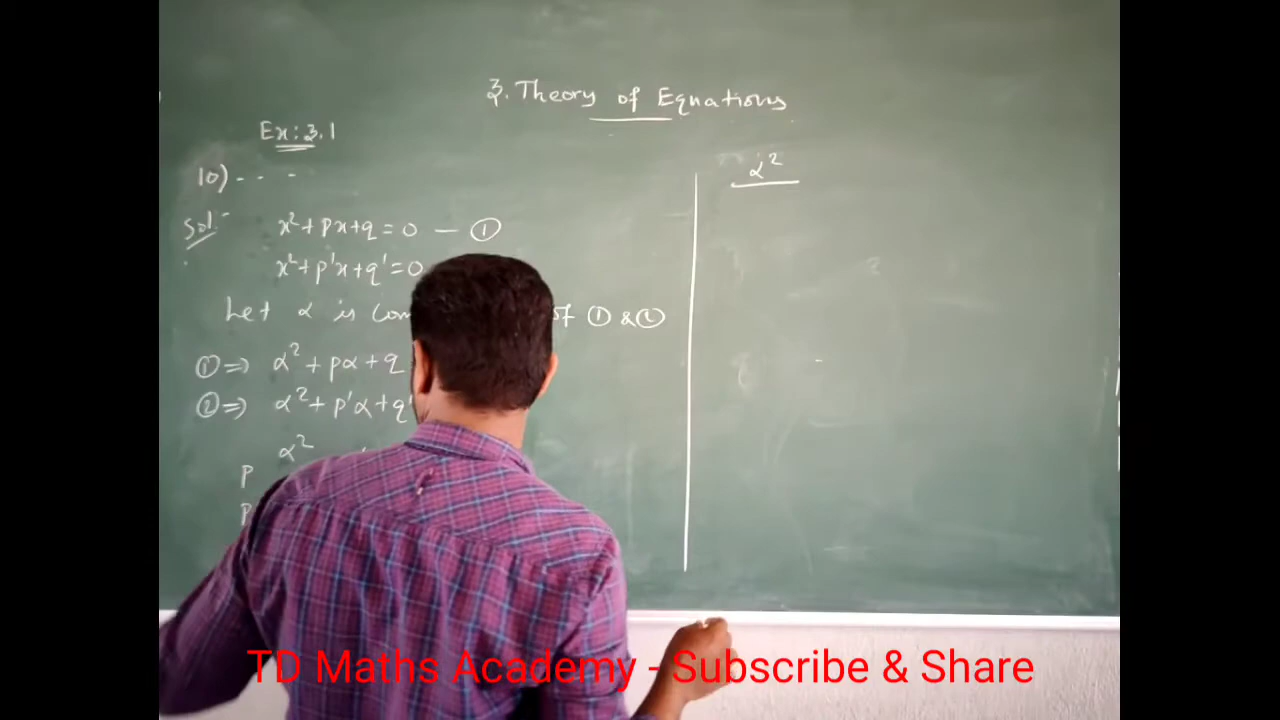 3. Theory of Equations
Ex: 3.1
10) - - -
Sol:-
x² + px + q = 0 — ①
x² + p'x + q' = 0
Let α is com of ① & ②
① ⇒ α² + pα + q
② ⇒ α² + p'α + q'
α²
p
p
α²
TD Maths Academy - Subscribe & Share